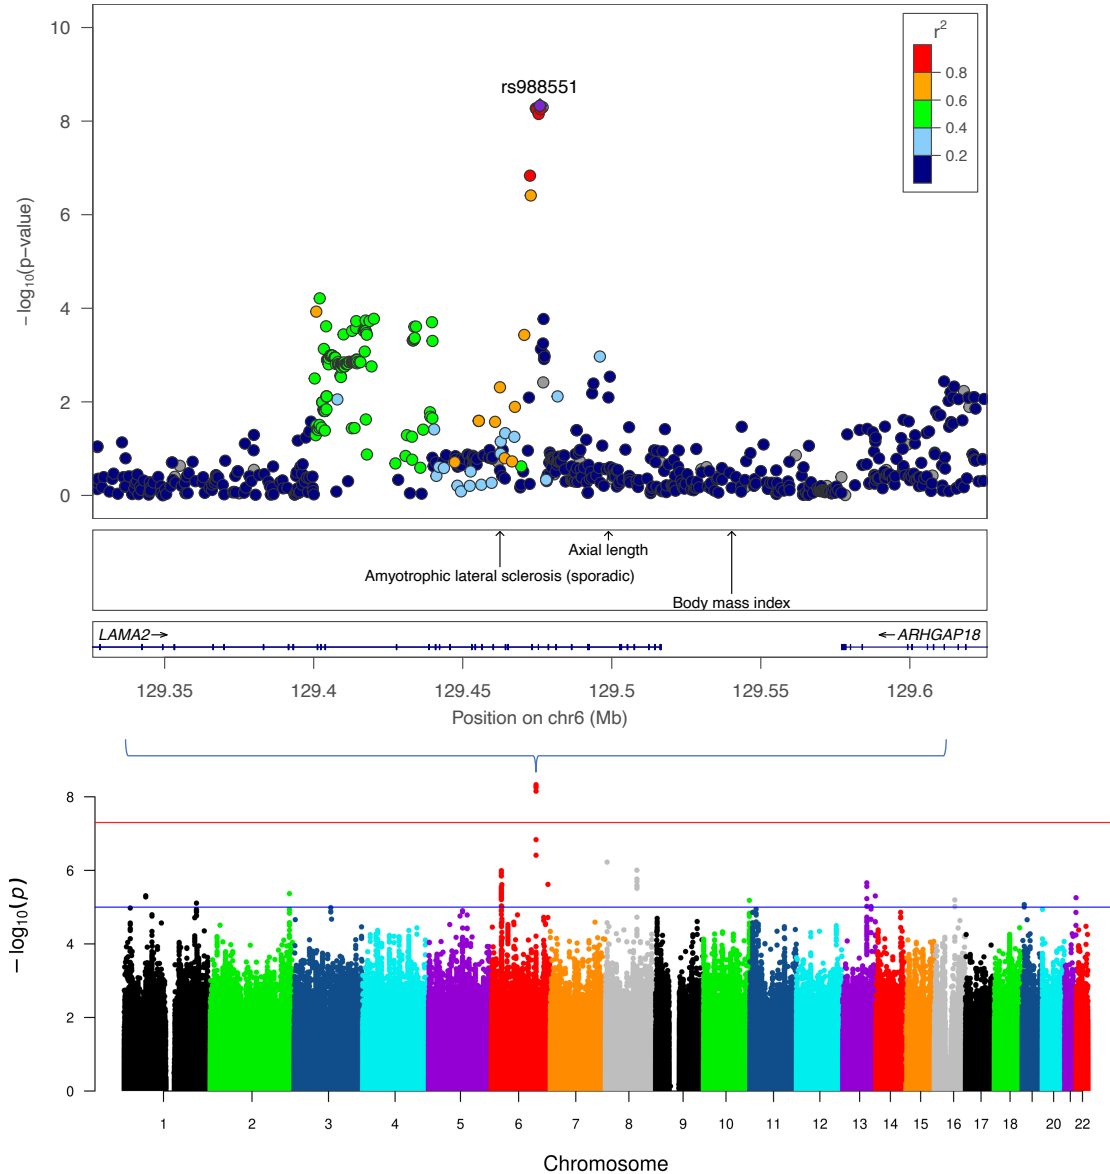 10
8
6
4
2
0
− log10(p−value)
rs988551
r2
0.8
0.6
0.4
0.2
Axial length
Amyotrophic lateral sclerosis (sporadic)
Body mass index
LAMA2
ARHGAP18
129.35 129.4 129.45 129.5 129.55 129.6
Position on chr6 (Mb)
8
6
4
2
0
− log10(p)
1 2 3 4 5 6 7 8 9 10 11 12 13 14 15 16 17 18 20 22
Chromosome